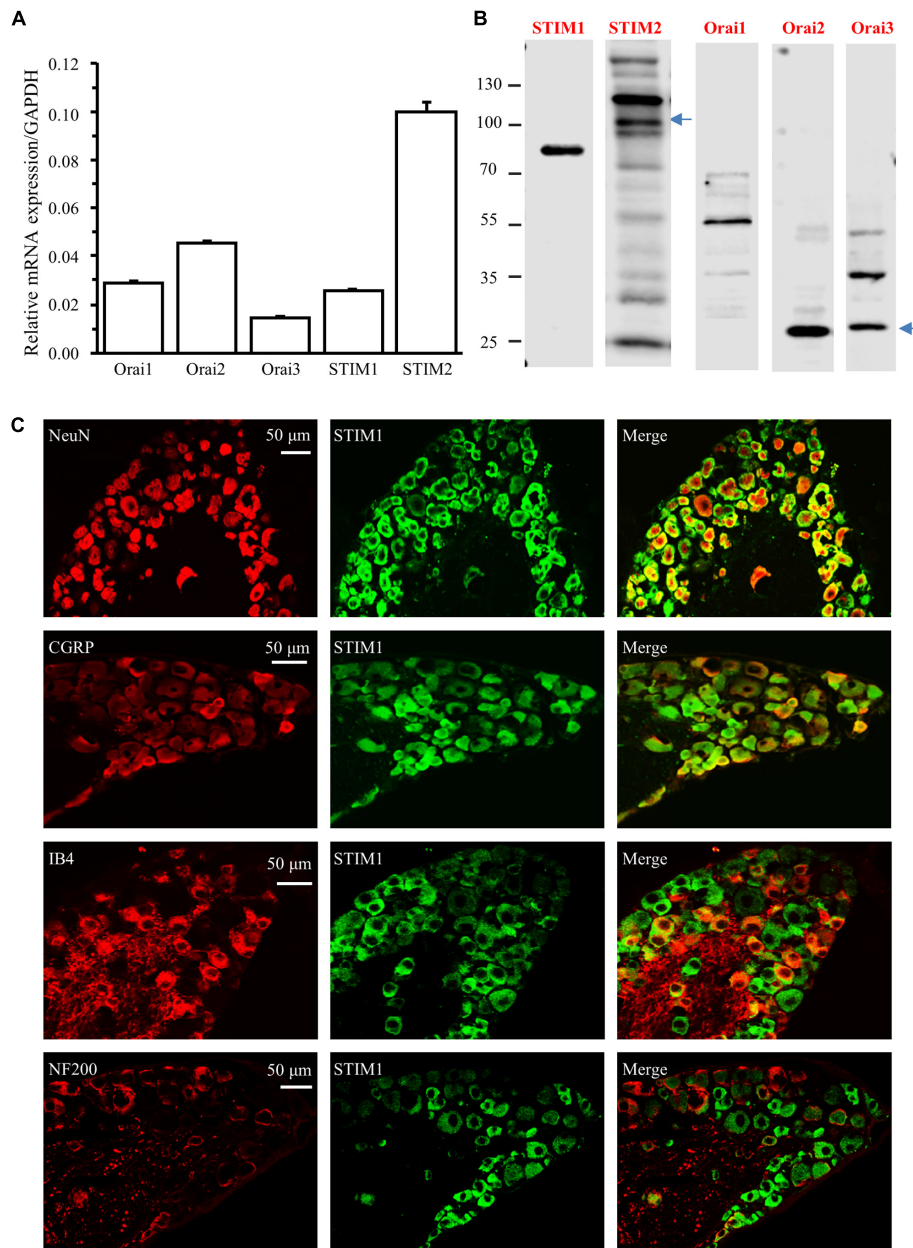 A
Relative mRNA expression/GAPDH
0.12
0.10
0.08
0.06
0.04
0.02
0.00
Orai1 Orai2 Orai3 STIM1 STIM2
B
STIM1 STIM2 Orai1 Orai2 Orai3
130
100
70
55
35
25
C
NeuN 50 μm STIM1 Merge
CGRP 50 μm STIM1 Merge
IB4 50 μm STIM1 Merge
NF200 50 μm STIM1 Merge